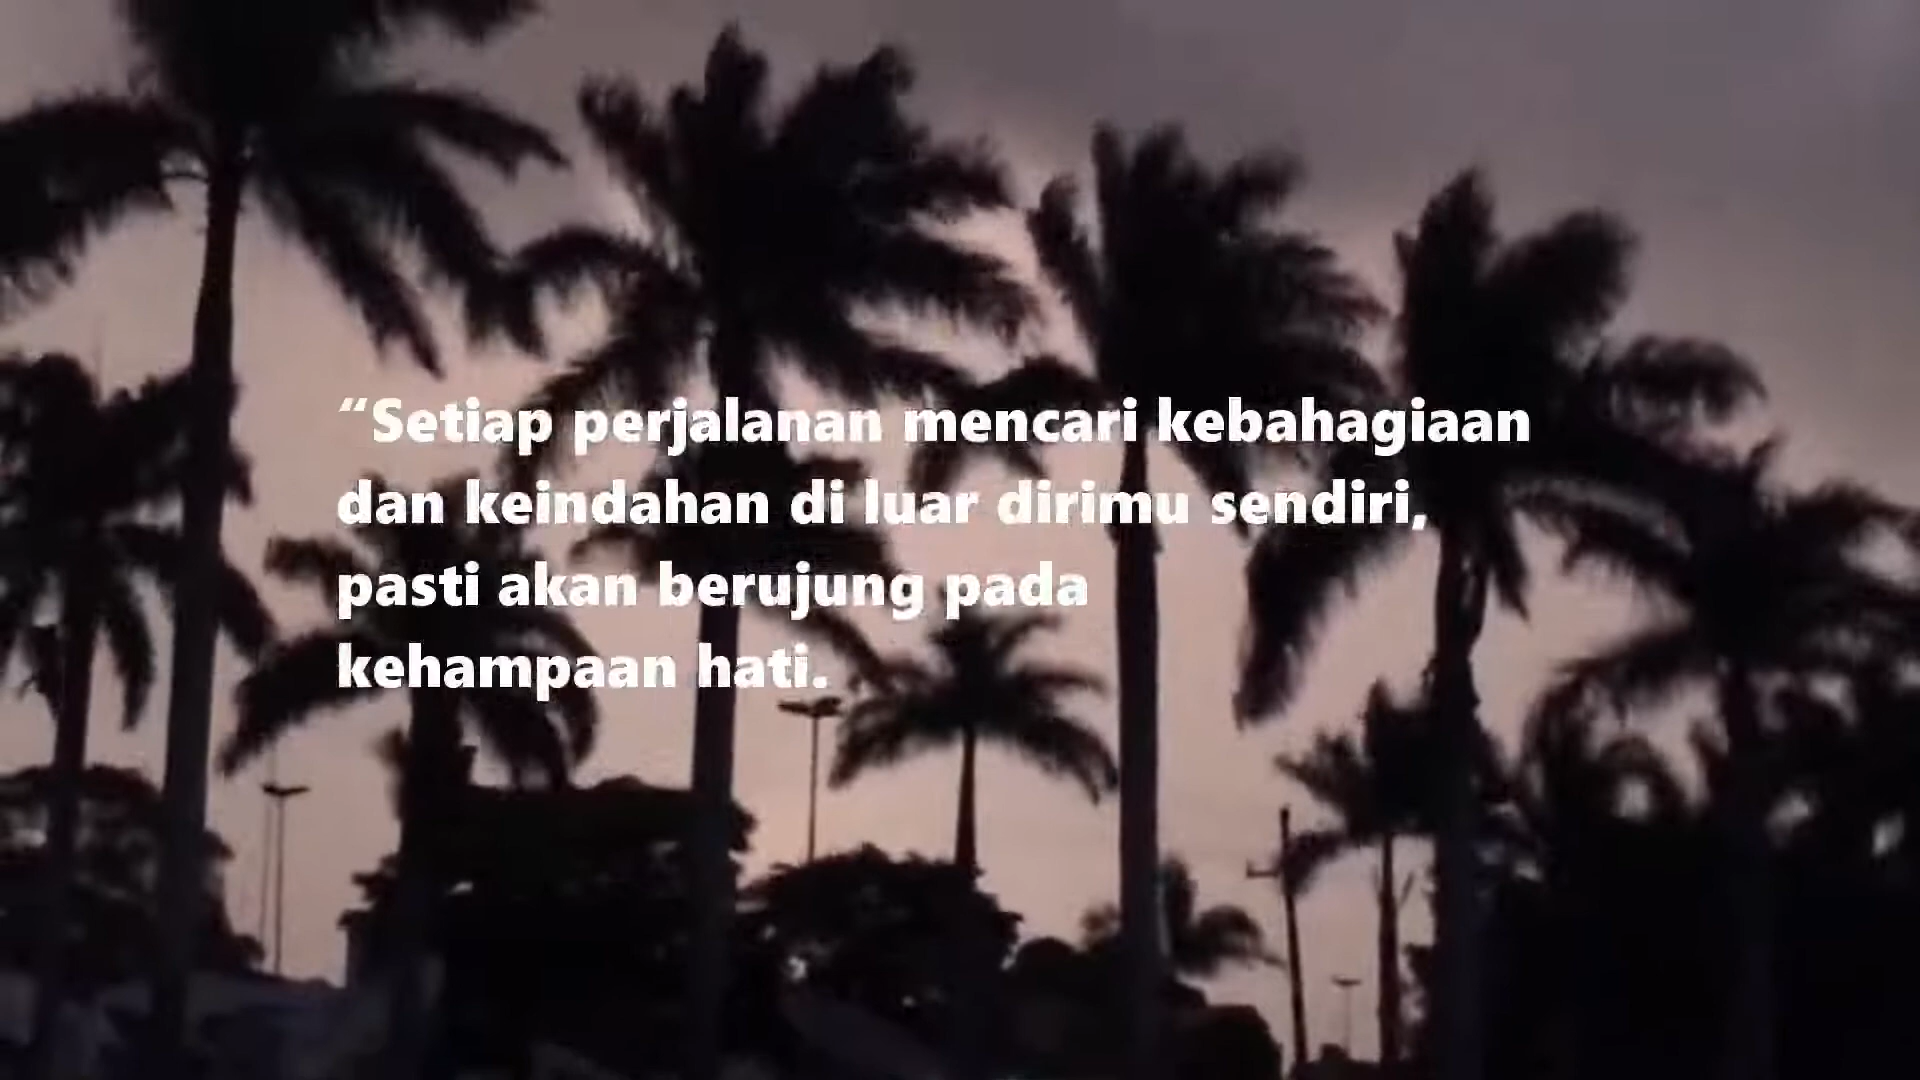 “Setiap perjalanan mencari kebahagiaan
dan keindahan di luar dirimu sendiri,
pasti akan berujung pada
kehampaan hati.